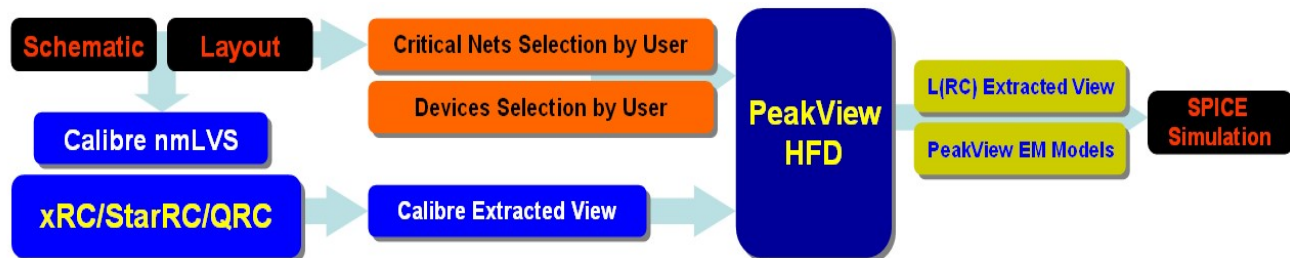 Schematic
Layout
Critical Nets Selection by User
Devices Selection by User
Calibre nmLVS
xRC/StarRC/QRC
Calibre Extracted View
PeakView
HFD
L(RC) Extracted View
PeakView EM Models
SPICE
Simulation